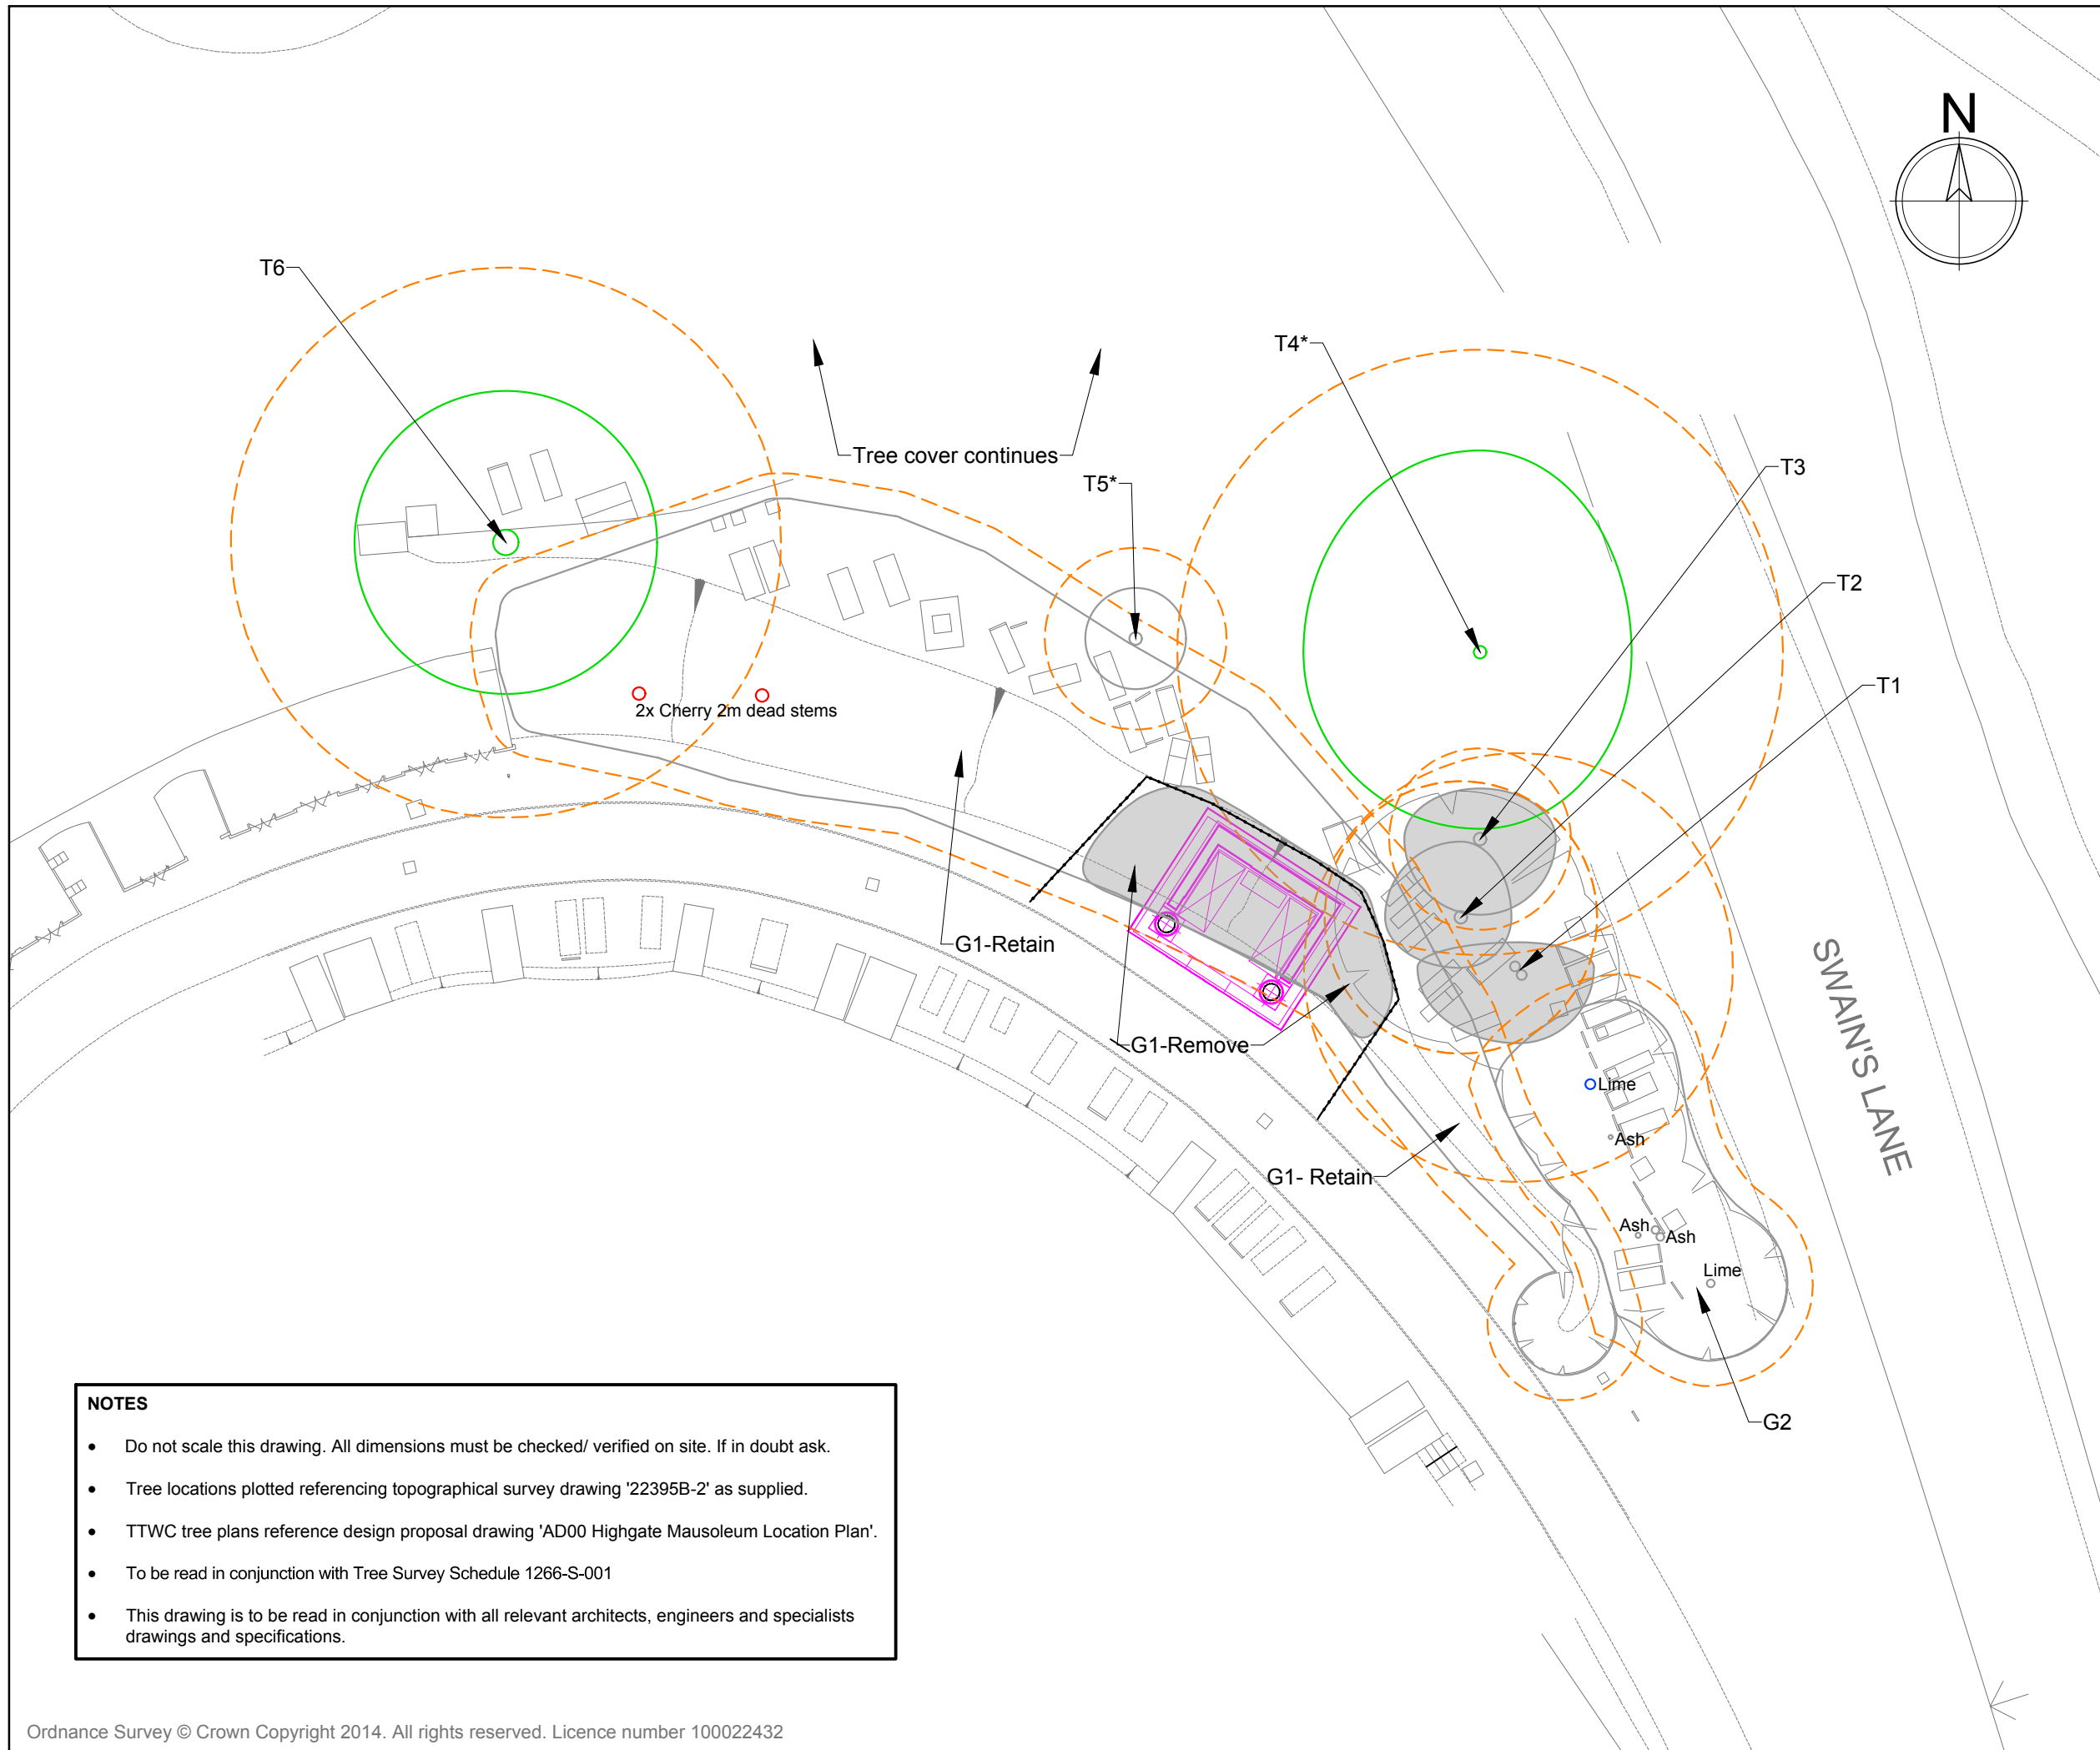 N
T6
T4*
Tree cover continues
T3
T5*
T2
T1
2x Cherry 2m dead stems
G1-Retain
SWAIN'S LANE
G1-Remove
Lime
Ash
G1- Retain
Ash
Ash
Lime
G2
NOTES
• Do not scale this drawing. All dimensions must be checked/ verified on site. If in doubt ask.
• Tree locations plotted referencing topographical survey drawing '22395B-2' as supplied.
• TTWC tree plans reference design proposal drawing 'AD00 Highgate Mausoleum Location Plan'.
• To be read in conjunction with Tree Survey Schedule 1266-S-001
• This drawing is to be read in conjunction with all relevant architects, engineers and specialists
drawings and specifications.
Ordnance Survey © Crown Copyright 2014. All rights reserved. Licence number 100022432